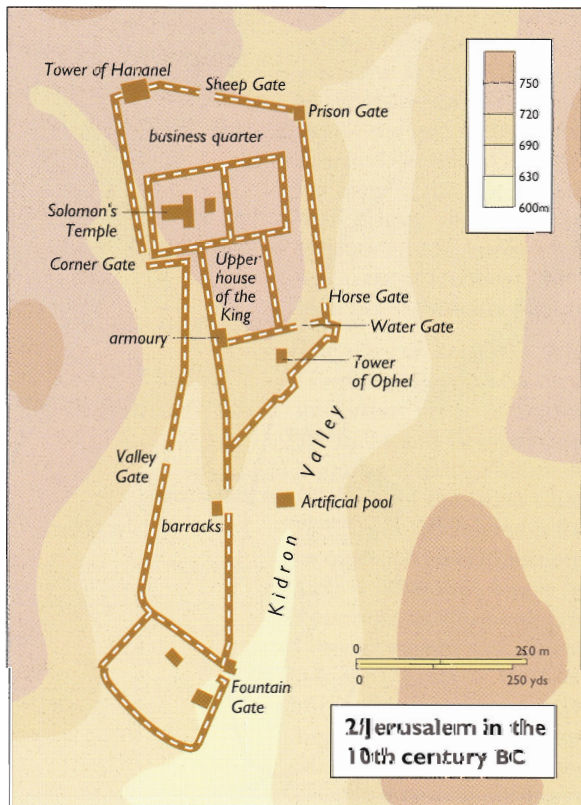 Tower of Hananel
Sheep Gate
Prison Gate
business quarter
Solomon's
Temple
Corner Gate
Upper
house
of the
King
Horse Gate
Water Gate
armoury
Tower
of Ophel
Valley
Gate
Kidron Valley
Artificial pool
barracks
Fountain
Gate
750
720
690
630
600m
0 250 m
0 250 yds
2/Jerusalem in the
10th century BC